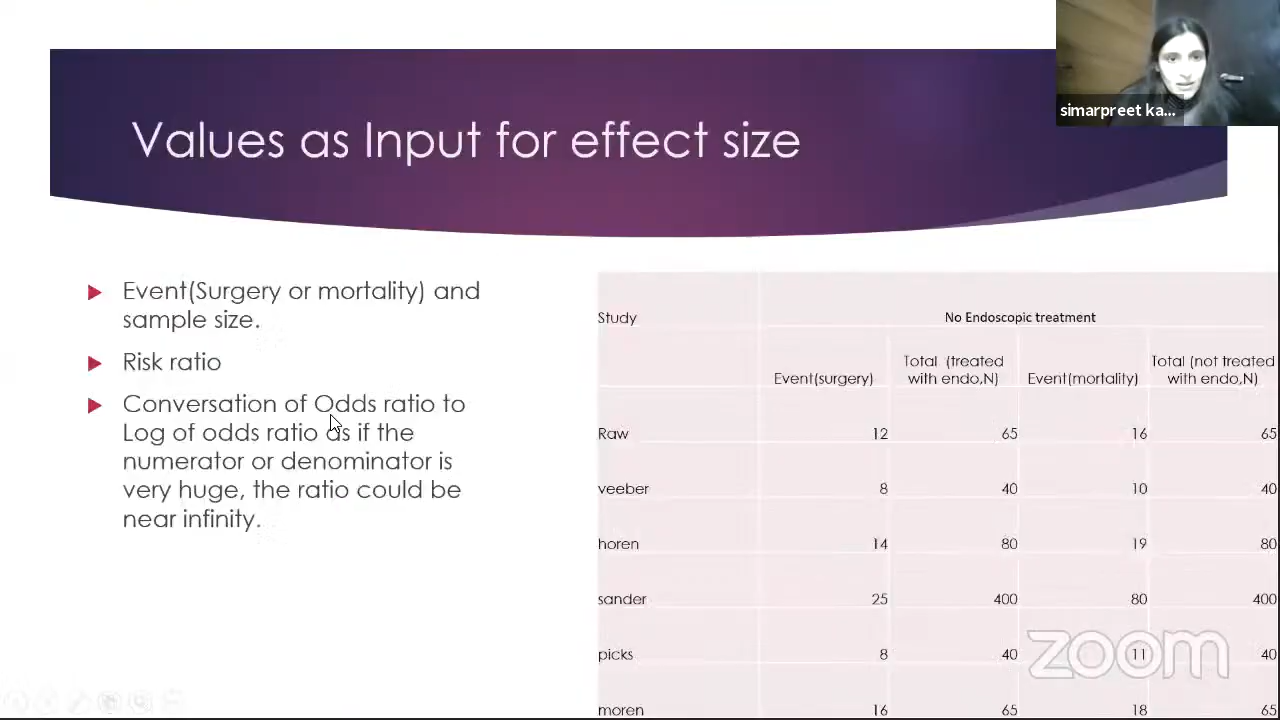 simarpreet ka...
Values as Input for effect size
Event(Surgery or mortality) and
sample size.
Risk ratio
Conversation of Odds ratio to
Log of odds ratio as if the
numerator or denominator is
very huge, the ratio could be
near infinity.
Study No Endoscopic treatment
Event(surgery) Total (treated with endo,N) Event(mortality) Total (not treated with endo,N)
Raw 12 65 16 65
veeber 8 40 10 40
horen 14 80 19 80
sander 25 400 80 400
picks 8 40 11 40
moren 16 65 18 65
zoom